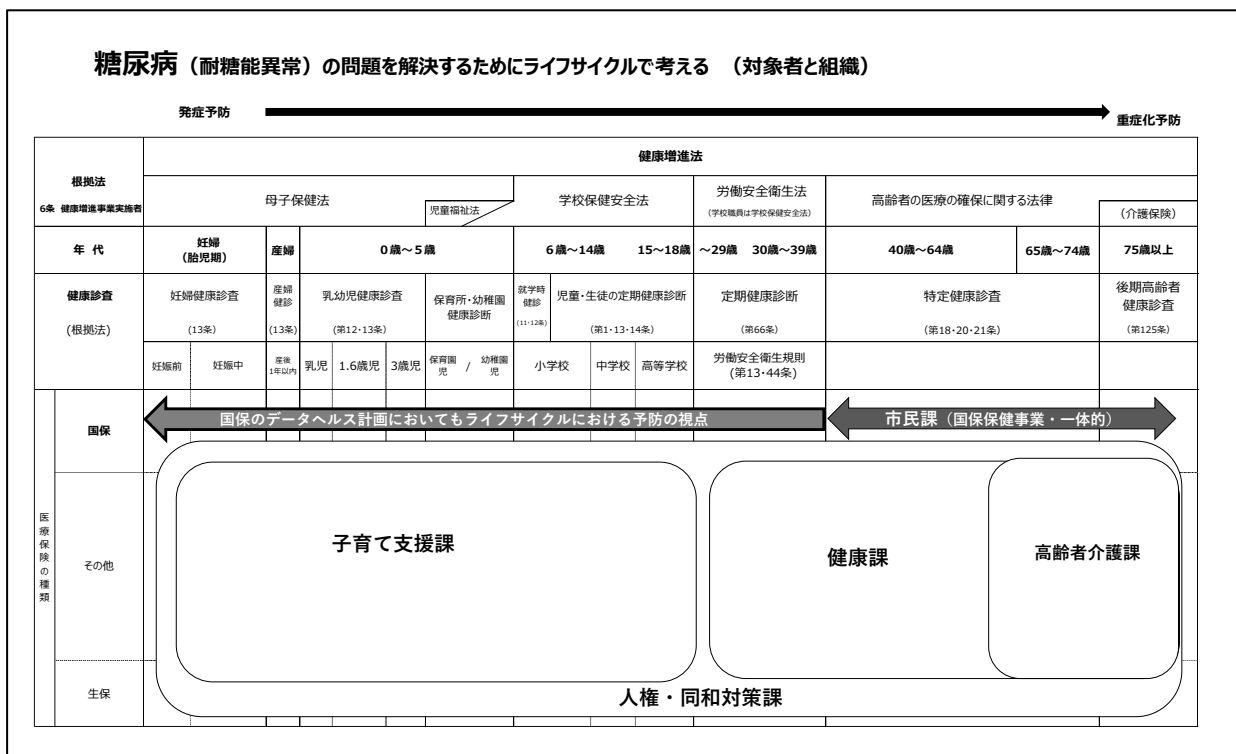 糖尿病（耐糖能異常）の問題を解決するためにライフサイクルで考える （対象者と組織）
発症予防
重症化予防
根拠法
6条 健康増進事業実施者
健康増進法
母子保健法
児童福祉法
学校保健安全法
労働安全衛生法
(学校職員は学校保健安全法)
高齢者の医療の確保に関する法律
（介護保険）
年 代
妊婦
(胎児期)
産婦
0歳～5歳
6歳～14歳
15～18歳
～29歳
30歳～39歳
40歳～64歳
65歳～74歳
75歳以上
健康診査
(根拠法)
妊婦健康診査
(13条)
産婦
健診
(13条)
乳幼児健康診査
(第12・13条)
保育所・幼稚園
健康診断
就学時
健診
(11・12条)
児童・生徒の定期健康診断
(第1・13・14条)
定期健康診断
(第66条)
特定健康診査
(第18・20・21条)
後期高齢者
健康診査
(第125条)
妊娠前
妊娠中
産後
1年以内
乳児
1.6歳児
3歳児
保育園
児
/
幼稚園
児
小学校
中学校
高等学校
労働安全衛生規則
(第13・44条)
医療保険の種類
国保
国保のデータヘルス計画においてもライフサイクルにおける予防の視点
市民課（国保保健事業・一体的）
その他
子育て支援課
健康課
高齢者介護課
生保
人権・同和対策課